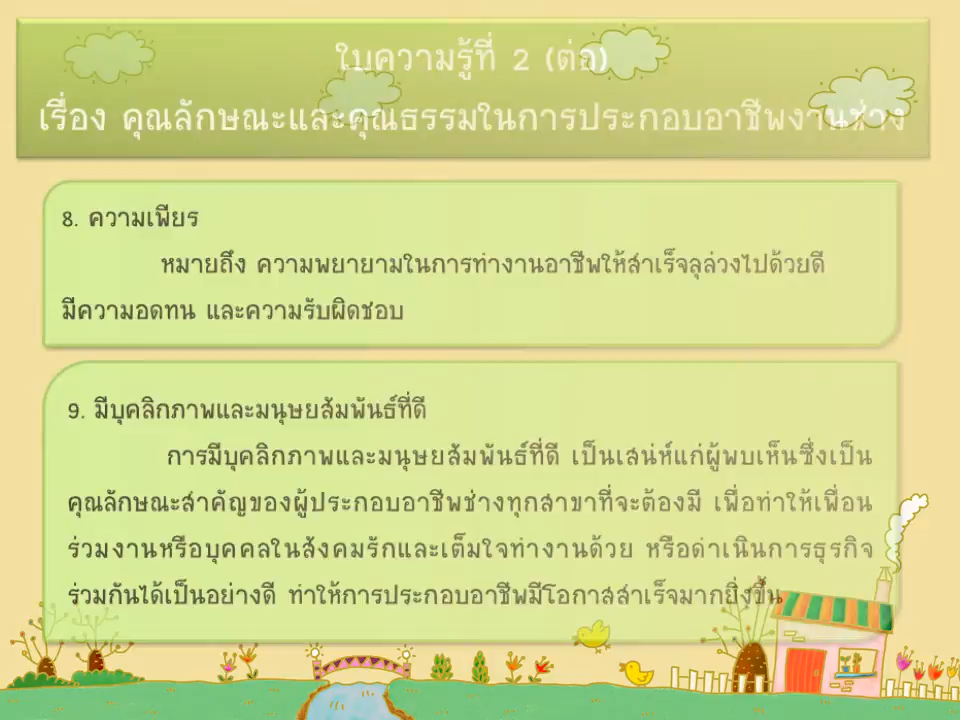 ใบความรู้ที่ 2 (ต่อ)
เรื่อง คุณลักษณะและคุณธรรมในการประกอบอาชีพงานช่าง
8. ความเพียร
หมายถึง ความพยายามในการทำงานอาชีพให้สำเร็จลุล่วงไปด้วยดี
มีความอดทน และความรับผิดชอบ
9. มีบุคลิกภาพและมนุษยสัมพันธ์ที่ดี
การมีบุคลิกภาพและมนุษยสัมพันธ์ที่ดี เป็นเสน่ห์แก่ผู้พบเห็นซึ่งเป็น
คุณลักษณะสำคัญของผู้ประกอบอาชีพช่างทุกสาขาที่จะต้องมี เพื่อทำให้เพื่อน
ร่วมงานหรือบุคคลในสังคมรักและเต็มใจทำงานด้วย หรือดำเนินการธุรกิจ
ร่วมกันได้เป็นอย่างดี ทำให้การประกอบอาชีพมีโอกาสสำเร็จมากยิ่งขึ้น